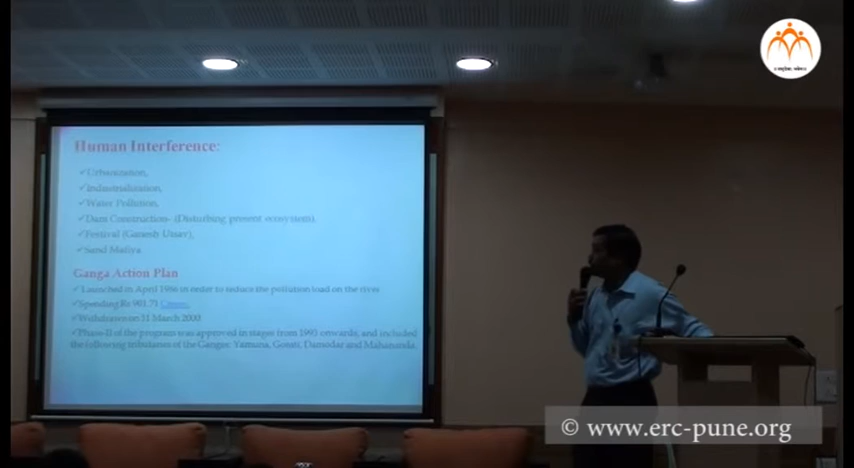 Human Interference:
✓Urbanization,
✓Industrialization,
✓Water Pollution,
✓Dam Construction- (Disturbing present ecosystem)
✓Festival (Ganesh Utsav),
✓Sand Mafiya.
Ganga Action Plan
✓Launched in April 1986 in order to reduce the pollution load on the river
✓Spending Rs 901.71 Crore.
✓Withdrawn on 31 March 2000.
✓Phase-II of the program was approved in stages from 1993 onwards, and included
the following tributaries of the Ganges: Yamuna, Gomti, Damodar and Mahananda.
© www.erc-pune.org